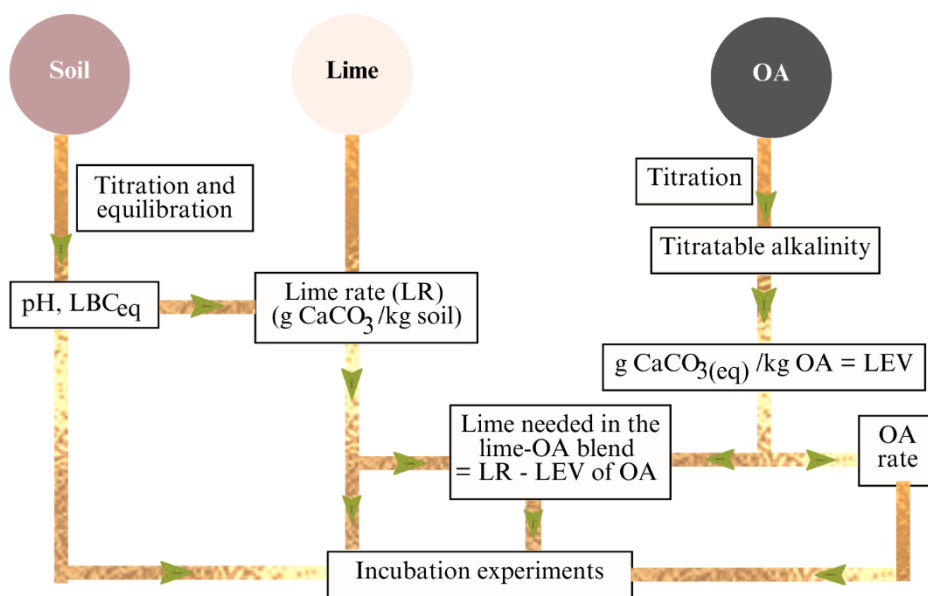 Soil
Lime
OA
Titration and
equilibration
Titration
Titratable alkalinity
pH, LBCeq
Lime rate (LR)
(g CaCO3/kg soil)
g CaCO3(eq)/kg OA = LEV
Lime needed in the
lime-OA blend
= LR - LEV of OA
OA
rate
Incubation experiments